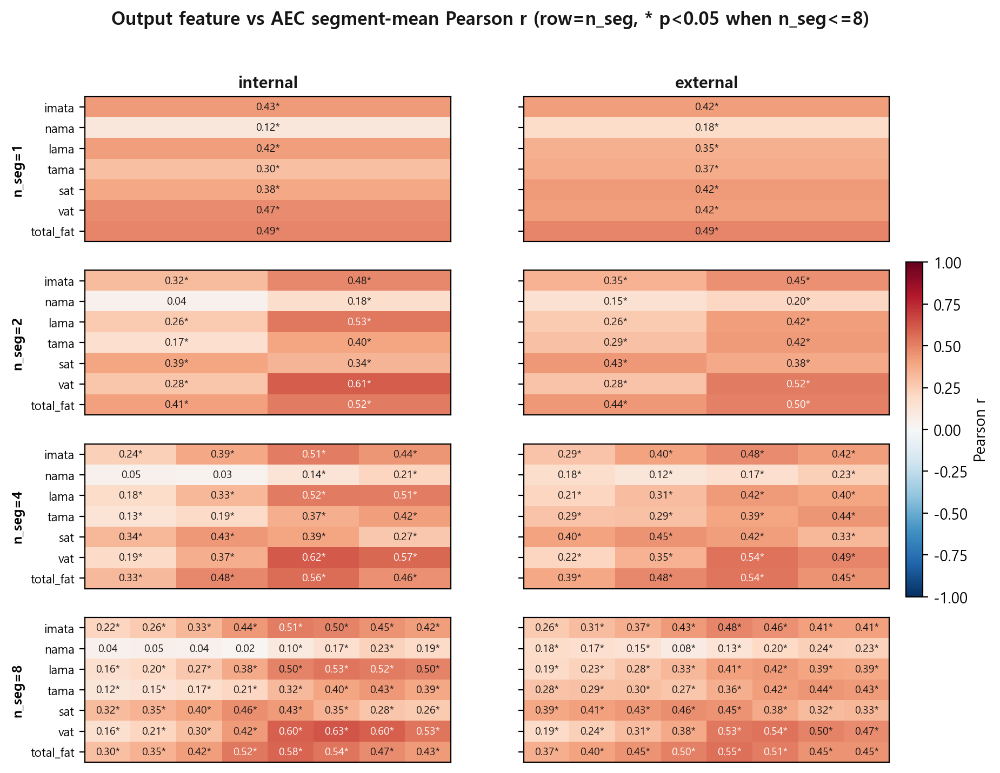 Output feature vs AEC segment-mean Pearson r (row=n_seg, * p<0.05 when n_seg<=8)
internal
external
n_seg=1
imata 0.43* 0.42*
nama 0.12* 0.18*
lama 0.42* 0.35*
tama 0.30* 0.37*
sat 0.38* 0.42*
vat 0.47* 0.42*
total_fat 0.49* 0.49*
n_seg=2
imata 0.32* 0.48* 0.35* 0.45*
nama 0.04 0.18* 0.15* 0.20*
lama 0.26* 0.53* 0.26* 0.42*
tama 0.17* 0.40* 0.29* 0.42*
sat 0.39* 0.34* 0.43* 0.38*
vat 0.28* 0.61* 0.28* 0.52*
total_fat 0.41* 0.52* 0.44* 0.50*
n_seg=4
imata 0.24* 0.39* 0.51* 0.44* 0.29* 0.40* 0.48* 0.42*
nama 0.05 0.03 0.14* 0.21* 0.18* 0.12* 0.17* 0.23*
lama 0.18* 0.33* 0.52* 0.51* 0.21* 0.31* 0.42* 0.40*
tama 0.13* 0.19* 0.37* 0.42* 0.29* 0.29* 0.39* 0.44*
sat 0.34* 0.43* 0.39* 0.27* 0.40* 0.45* 0.42* 0.33*
vat 0.19* 0.37* 0.62* 0.57* 0.22* 0.35* 0.54* 0.49*
total_fat 0.33* 0.48* 0.56* 0.46* 0.39* 0.48* 0.54* 0.45*
n_seg=8
imata 0.22* 0.26* 0.33* 0.44* 0.51* 0.50* 0.45* 0.42* 0.26* 0.31* 0.37* 0.43* 0.48* 0.46* 0.41* 0.41*
nama 0.04 0.05 0.04 0.02 0.10* 0.17* 0.23* 0.19* 0.18* 0.17* 0.15* 0.08* 0.13* 0.20* 0.24* 0.23*
lama 0.16* 0.20* 0.27* 0.38* 0.50* 0.53* 0.52* 0.50* 0.19* 0.23* 0.28* 0.33* 0.41* 0.42* 0.39* 0.39*
tama 0.12* 0.15* 0.17* 0.21* 0.32* 0.40* 0.43* 0.39* 0.28* 0.29* 0.30* 0.27* 0.36* 0.42* 0.44* 0.43*
sat 0.32* 0.35* 0.40* 0.46* 0.43* 0.35* 0.28* 0.26* 0.39* 0.41* 0.43* 0.46* 0.45* 0.38* 0.32* 0.33*
vat 0.16* 0.21* 0.30* 0.42* 0.60* 0.63* 0.60* 0.53* 0.19* 0.24* 0.31* 0.38* 0.53* 0.54* 0.50* 0.47*
total_fat 0.30* 0.35* 0.42* 0.52* 0.58* 0.54* 0.47* 0.43* 0.37* 0.40* 0.45* 0.50* 0.55* 0.51* 0.45* 0.45*
1.00
0.75
0.50
0.25
0.00
-0.25
-0.50
-0.75
-1.00
Pearson r